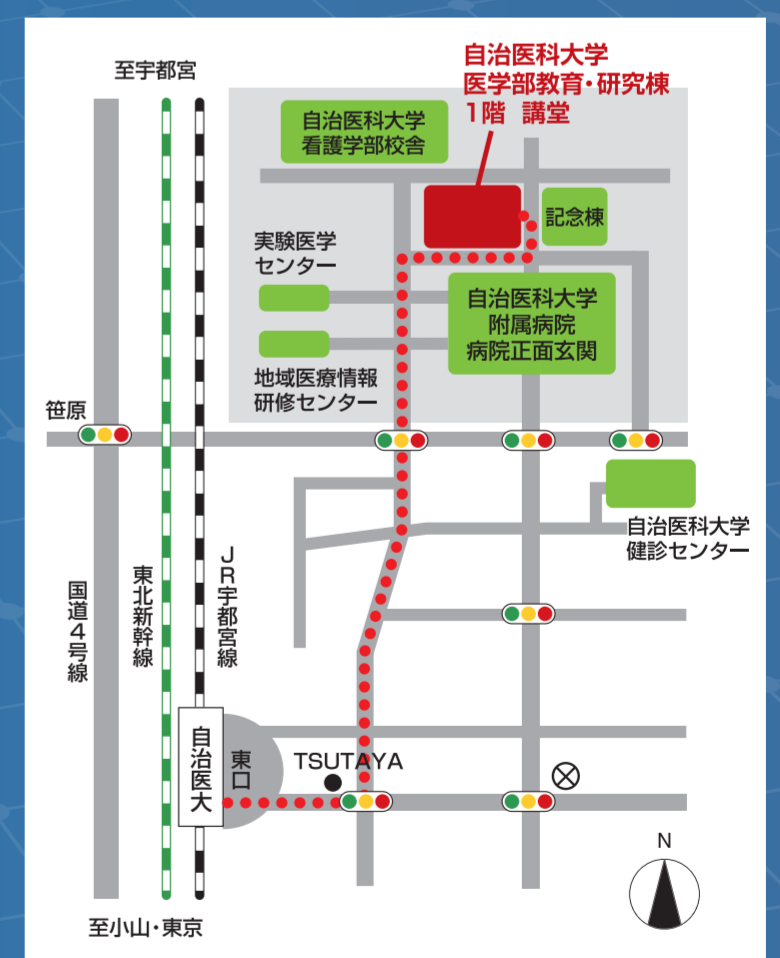 至宇都宮
自治医科大学
医学部教育・研究棟
1階 講堂
自治医科大学
看護学部校舎
記念棟
実験医学
センター
自治医科大学
附属病院
病院正面玄関
地域医療情報
研修センター
笹原
自治医科大学
健診センター
国道4号線
東北新幹線
JR宇都宮線
自治医大
東口
TSUTAYA
N
至小山・東京